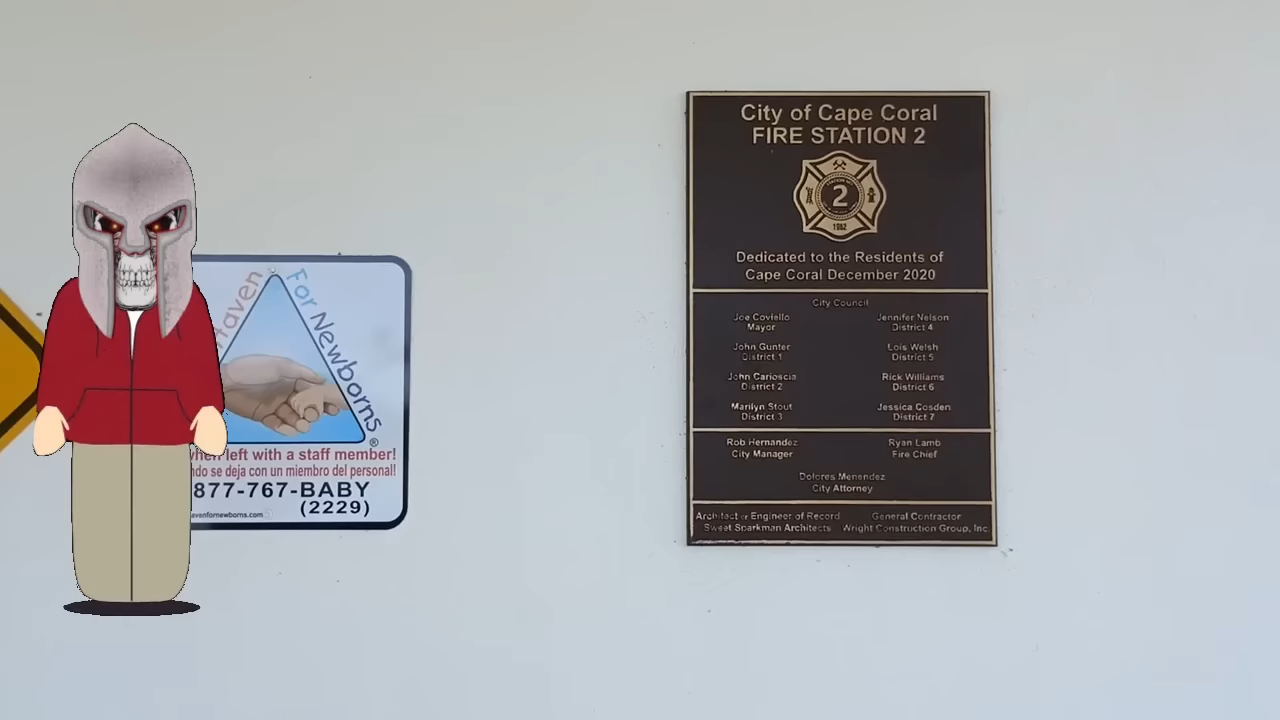 Haven
For Newborns
®
when left with a staff member!
ndo se deja con un miembro del personal!
877-767-BABY
(2229)
avenfornewborns.com
City of Cape Coral
FIRE STATION 2
2
1982
Dedicated to the Residents of
Cape Coral December 2020
City Council
Joe Coviello
Mayor
Jennifer Nelson
District 4
John Gunter
District 1
Lois Welsh
District 5
John Carioscia
District 2
Rick Williams
District 6
Marilyn Stout
District 3
Jessica Cosden
District 7
Rob Hernandez
City Manager
Ryan Lamb
Fire Chief
Dolores Menendez
City Attorney
Architect or Engineer of Record
Sweet Sparkman Architects
General Contractor
Wright Construction Group, Inc.